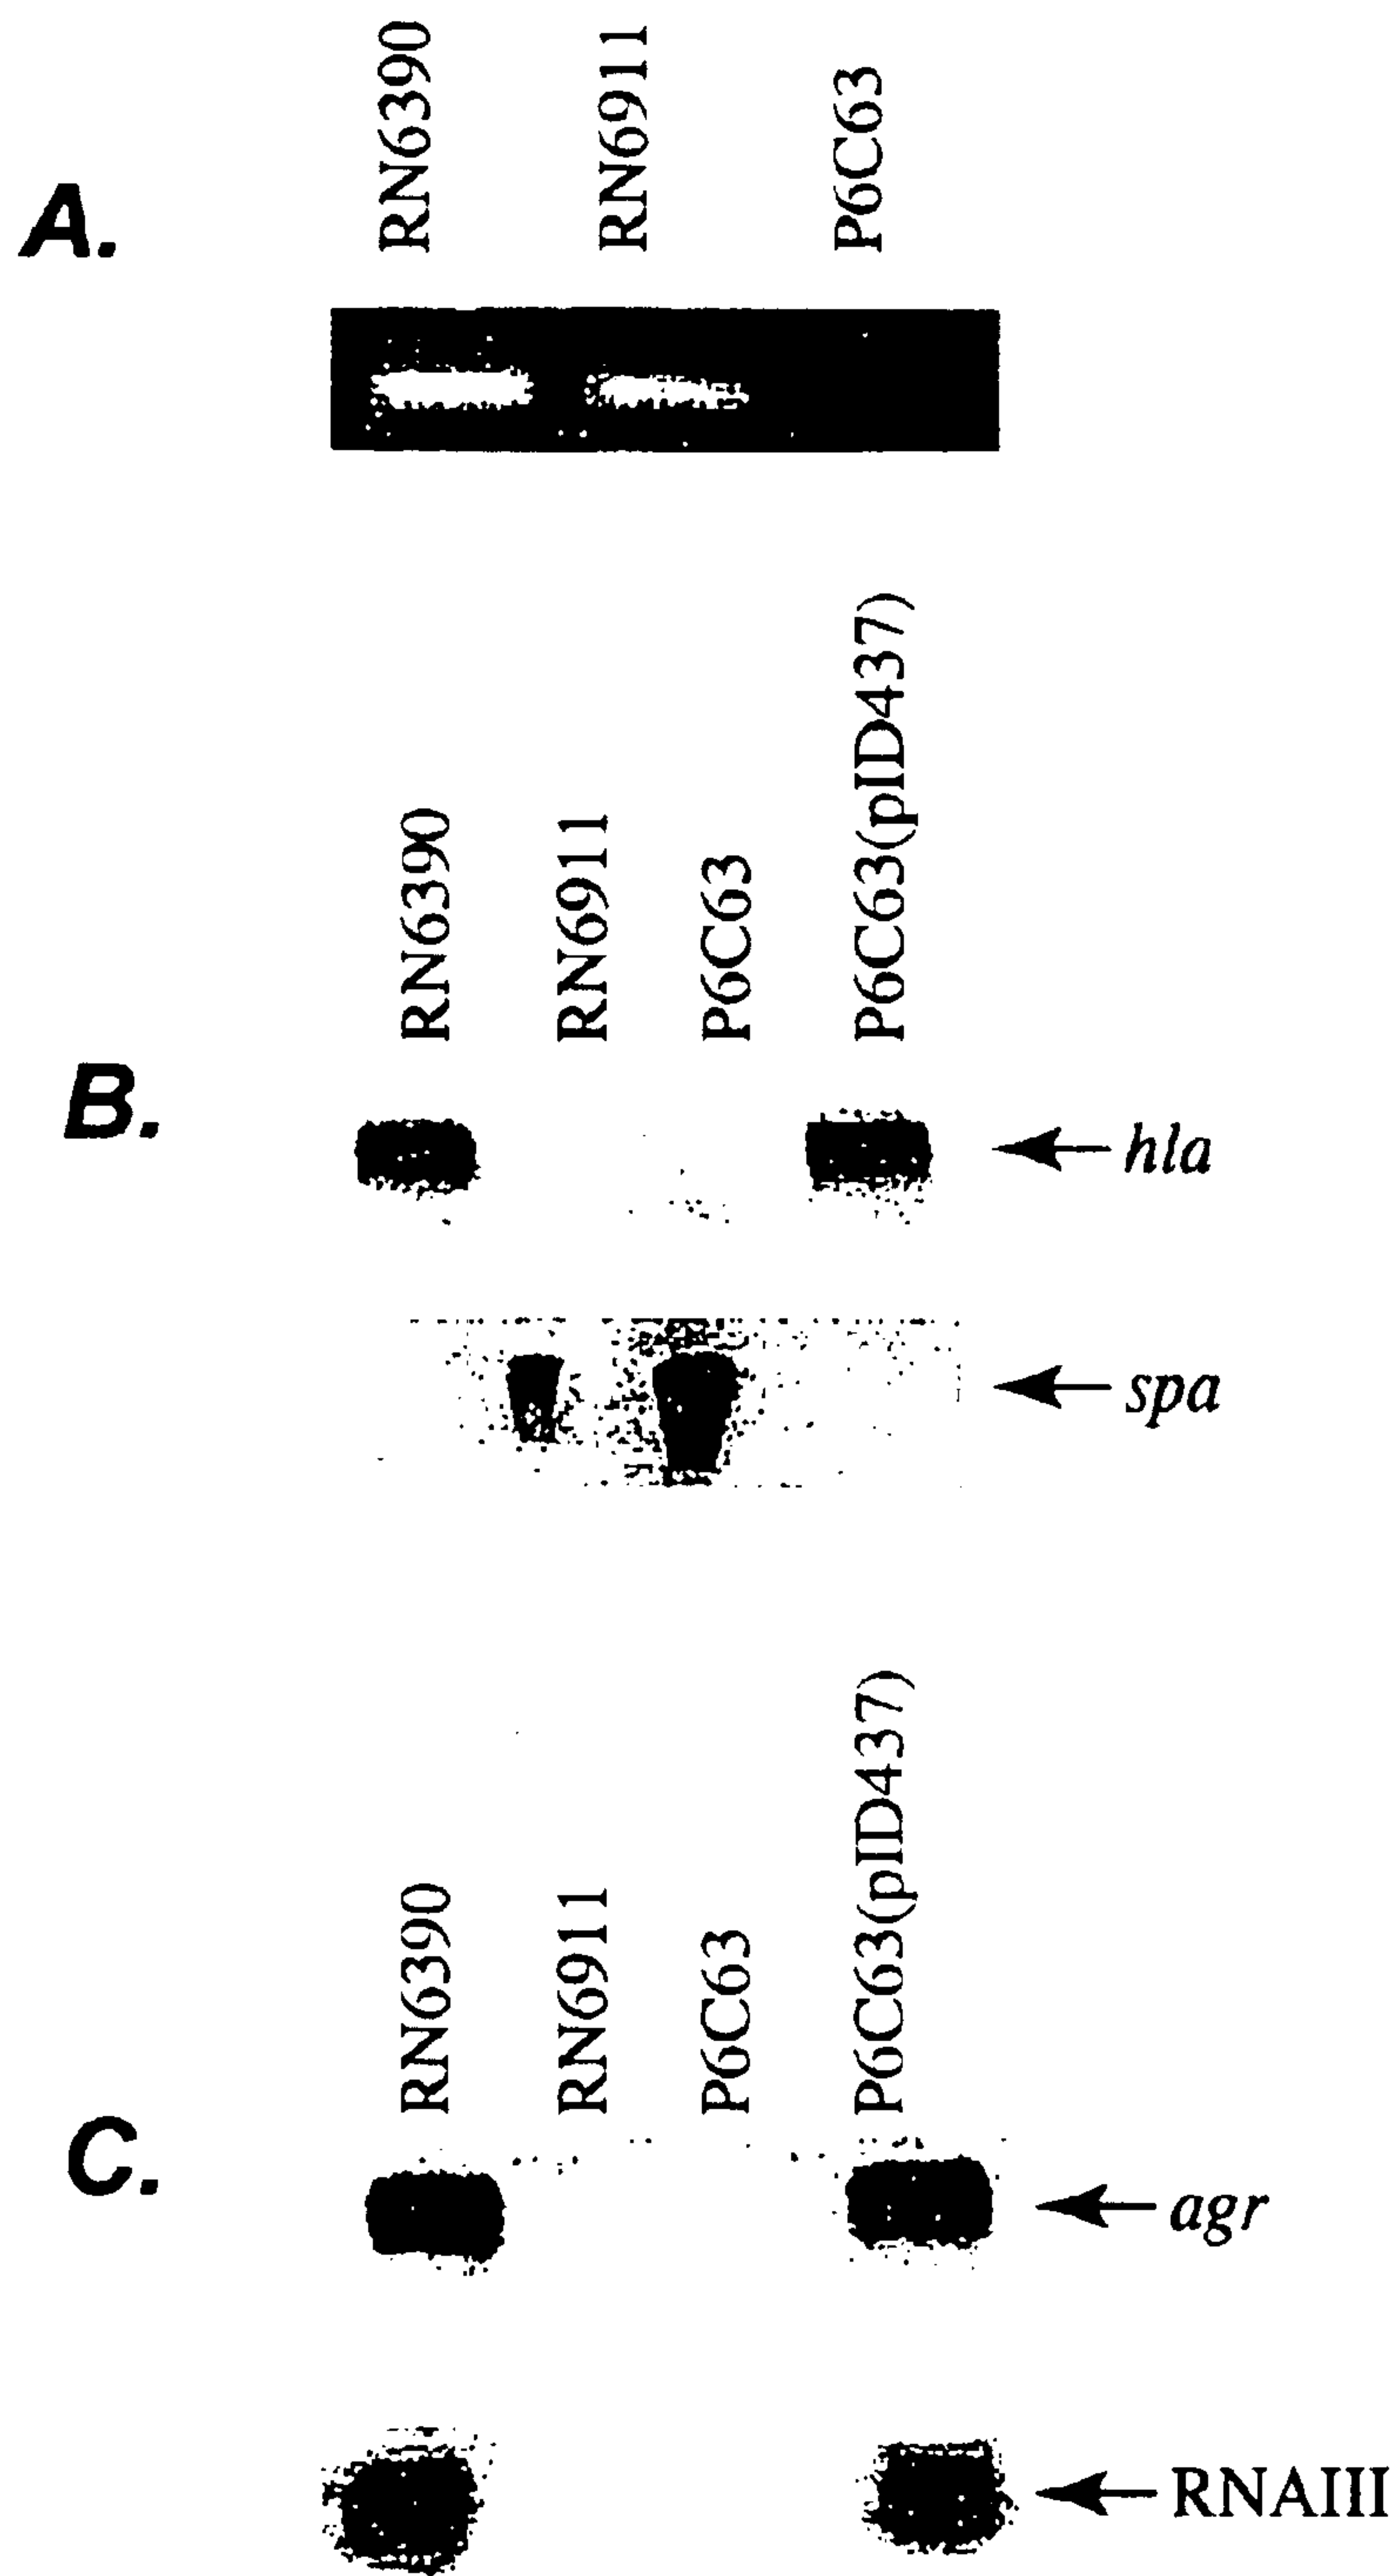 A.
RN6390
RN6911
P6C63
B.
RN6390
RN6911
P6C63
P6C63(pID437)
hla
spa
C.
RN6390
RN6911
P6C63
P6C63(pID437)
agr
RNAIII